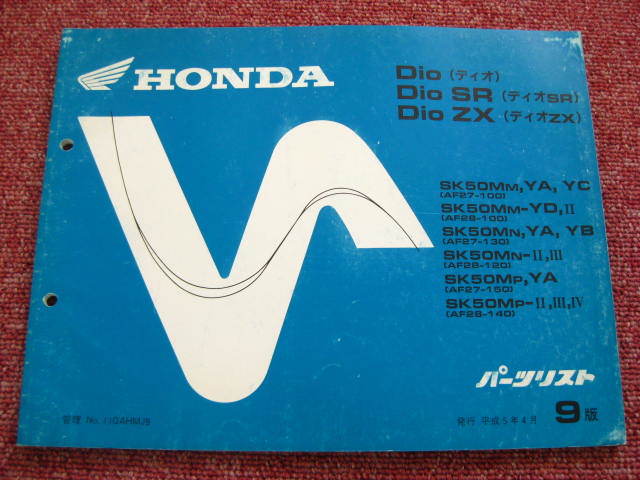 HONDA
Dio (ディオ)
Dio SR (ディオSR)
Dio ZX (ディオZX)
SK50MM,YA, YC
(AF27-100)
SK50MM-YD,II
(AF28-100)
SK50MN,YA, YB
(AF27-130)
SK50MN-II,III
(AF28-120)
SK50MP,YA
(AF27-150)
SK50MP-II,III,IV
(AF28-140)
パーツリスト
管理 No.
発行 平成5年4月 9版